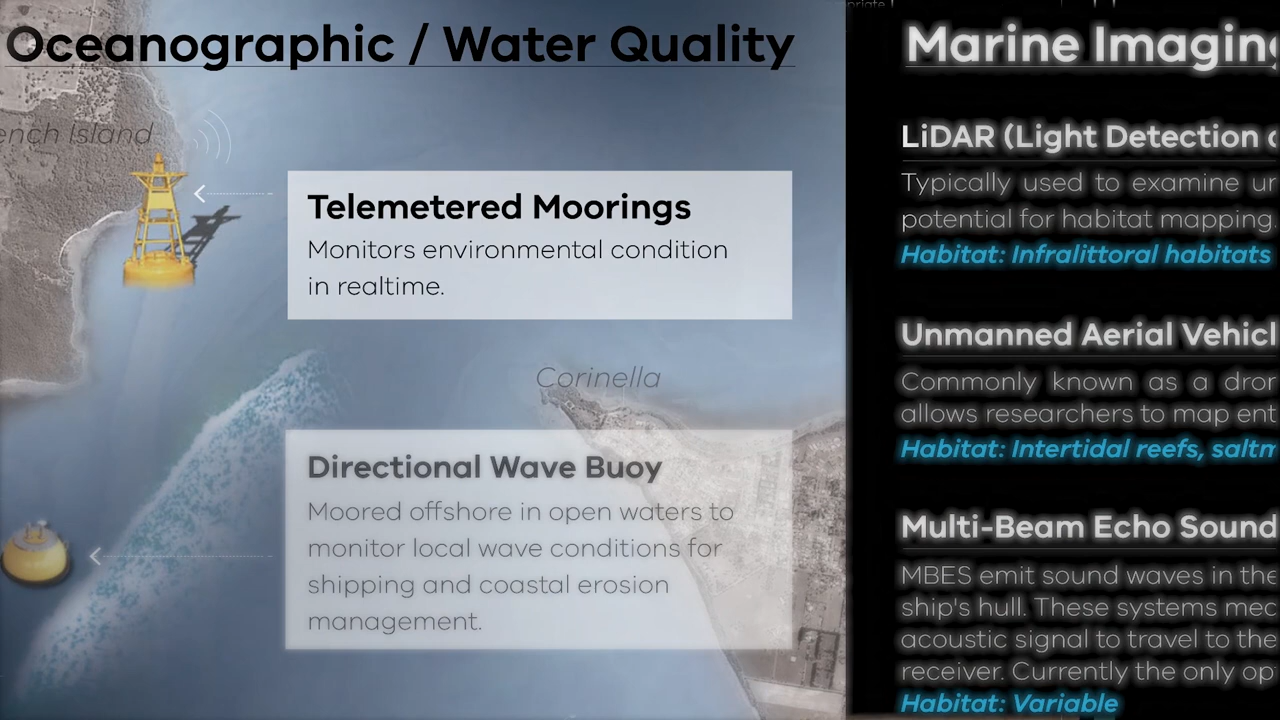 Oceanographic / Water Quality
ench Island
Telemetered Moorings
Monitors environmental condition
in realtime.
Corinella
Directional Wave Buoy
Moored offshore in open waters to
monitor local wave conditions for
shipping and coastal erosion
management.
priate
Marine Imaging
LiDAR (Light Detection
Typically used to examine
potential for habitat mapping.
Habitat: Infralittoral habitats
Unmanned Aerial Vehicl
Commonly known as a
allows researchers to map ent
Habitat: Intertidal reefs, saltm
Multi-Beam Echo Sound
MBES emit sound waves in the
ship's hull. These systems mec
acoustic signal to travel to the
receiver. Currently the only op
Habitat: Variable